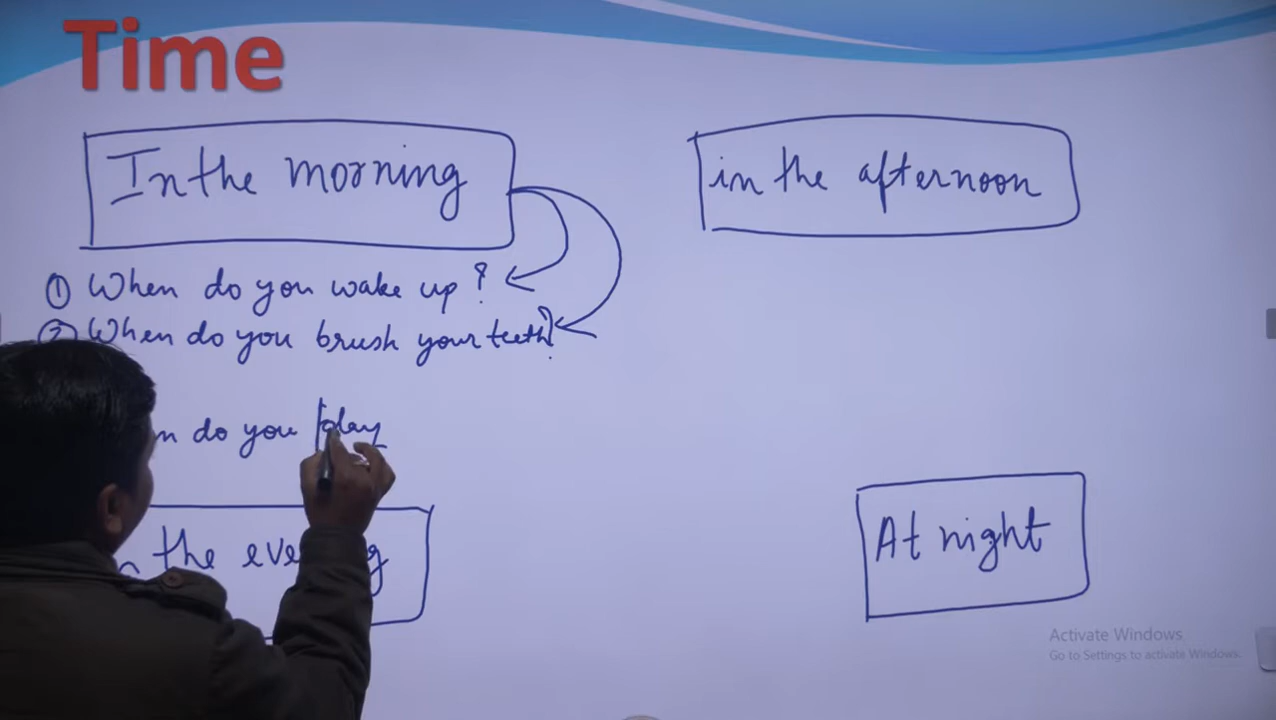 Time
In the morning
in the afternoon
① When do you wake up?
② When do you brush your teeth?
do you play
the
At night
Activate Windows
Go to Settings to activate Windows.